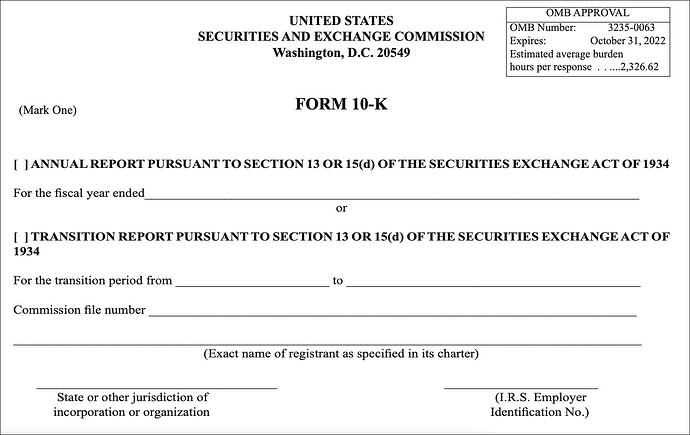 UNITED STATES
SECURITIES AND EXCHANGE COMMISSION
Washington, D.C. 20549
OMB APPROVAL
OMB Number: 3235-0063
Expires: October 31, 2022
Estimated average burden
hours per response . . ....2,326.62
(Mark One)
FORM 10-K
[ ] ANNUAL REPORT PURSUANT TO SECTION 13 OR 15(d) OF THE SECURITIES EXCHANGE ACT OF 1934
For the fiscal year ended
or
[ ] TRANSITION REPORT PURSUANT TO SECTION 13 OR 15(d) OF THE SECURITIES EXCHANGE ACT OF
1934
For the transition period from to
Commission file number
(Exact name of registrant as specified in its charter)
State or other jurisdiction of
incorporation or organization
(I.R.S. Employer
Identification No.)